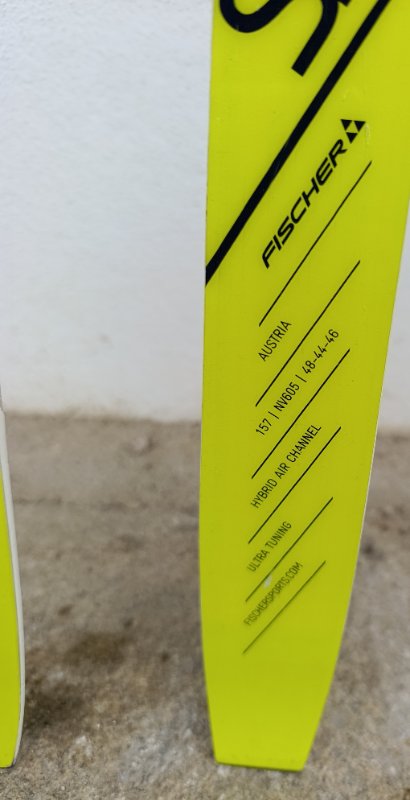 FISCHER
AUSTRIA
157 | NV605 | 48-44-46
HYBRID AIR CHANNEL
ULTRA TUNING
FISCHERSPORTS.COM